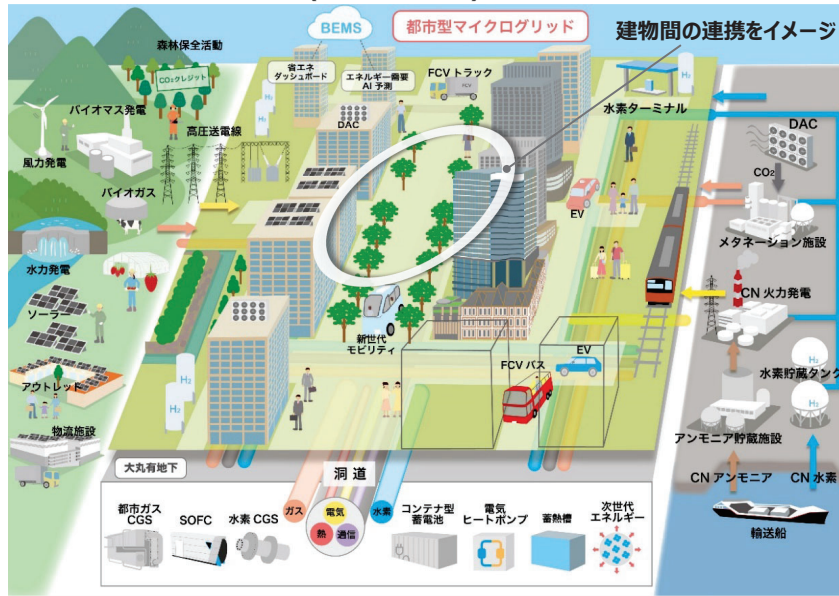 BEMS
都市型マイクログリッド
建物間の連携をイメージ
森林保全活動
CO₂クレジット
省エネ
ダッシュボード
エネルギー需要
AI 予測
FCVトラック
FCV
H₂
水素ターミナル
バイオマス発電
風力発電
高圧送電線
DAC
DAC
CO₂
バイオガス
EV
メタネーション施設
水力発電
CN 火力発電
ソーラー
新世代
モビリティ
FCV バス
EV
H₂
水素貯蔵タンク
H₂
アウトレッド
H₂
H₂
物流施設
アンモニア貯蔵施設
CN アンモニア
CN 水素
輸送船
大丸有地下
洞道
ガス
電気
熱
通信
水素
都市ガス
CGS
SOFC
水素 CGS
コンテナ型
蓄電池
電気
ヒートポンプ
蓄熱槽
次世代
エネルギー